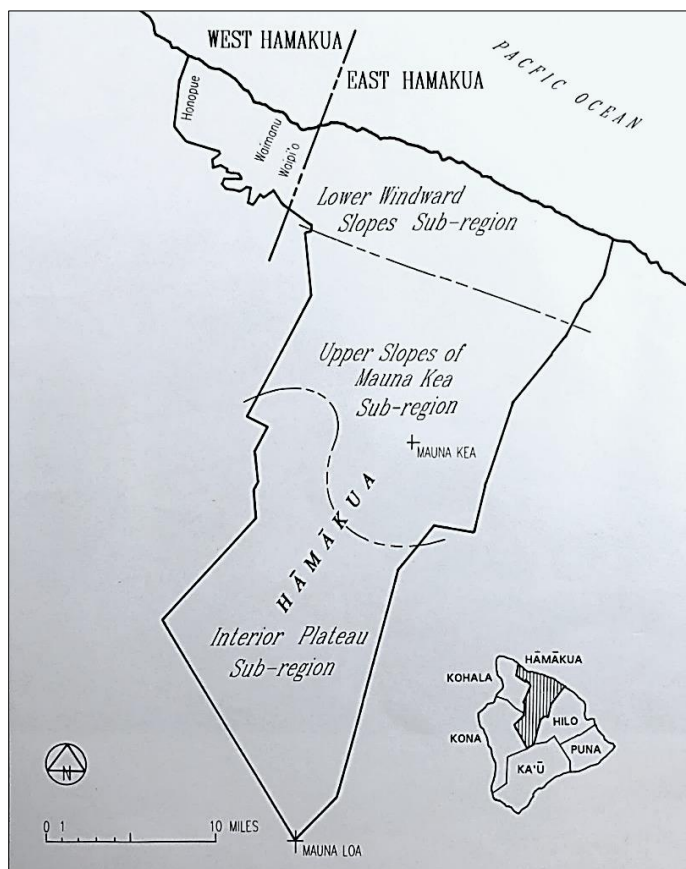 WEST HAMAKUA
EAST HAMAKUA
PACFIC OCEAN
Honopue
Waimanu
Waipi'o
Lower Windward
Slopes Sub-region
Upper Slopes of
Mauna Kea
Sub-region
MAUNA KEA
HĀMĀKUA
Interior Plateau
Sub-region
HĀMĀKUA
KOHALA
HILO
KONA
PUNA
KA'Ū
N
0 1 10 MILES
MAUNA LOA